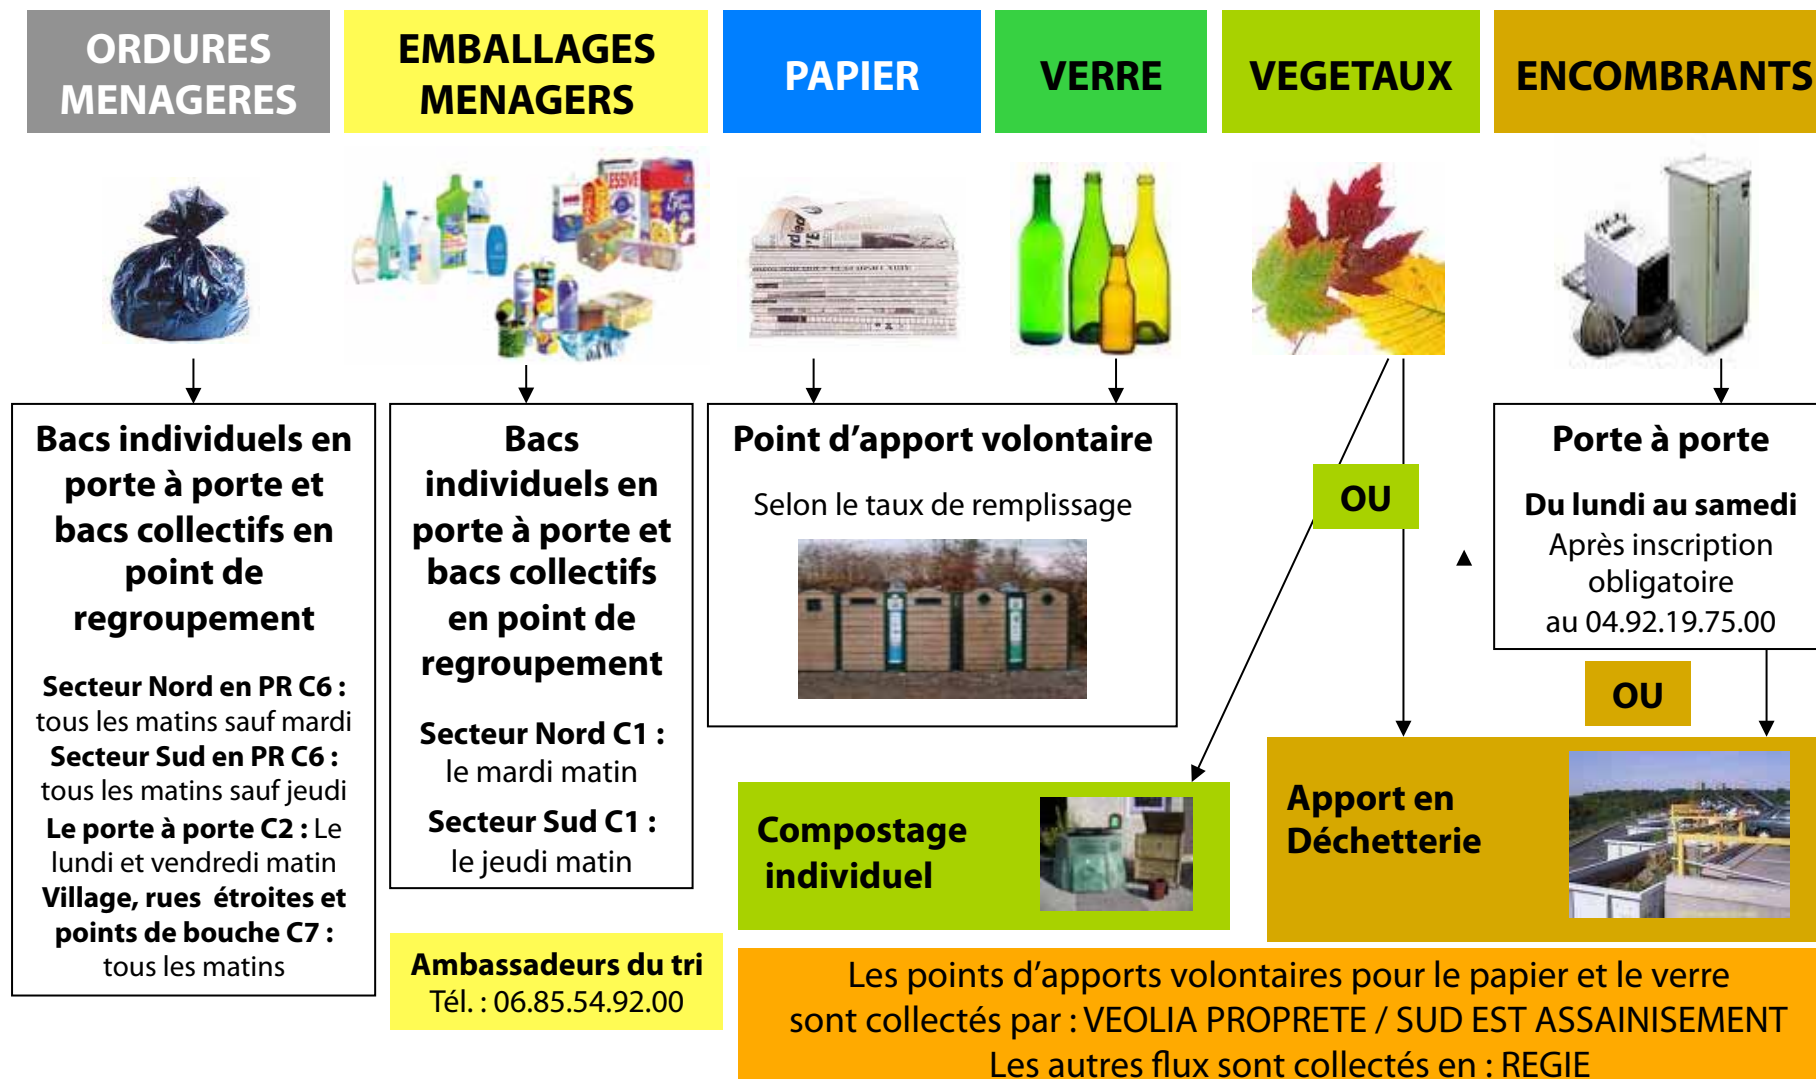 ORDURES
MENAGERES
EMBALLAGES
MENAGERS
PAPIER
VERRE
VEGETAUX
ENCOMBRANTS
ESSIVE
Bacs individuels en
porte à porte et
bacs collectifs en
point de
regroupement
Secteur Nord en PR C6 :
tous les matins sauf mardi
Secteur Sud en PR C6 :
tous les matins sauf jeudi
Le porte à porte C2 : Le
lundi et vendredi matin
Village, rues étroites et
points de bouche C7 :
tous les matins
Bacs
individuels en
porte à porte et
bacs collectifs
en point de
regroupement
Secteur Nord C1 :
le mardi matin
Secteur Sud C1 :
le jeudi matin
Ambassadeurs du tri
Tél. : 06.85.54.92.00
Point d’apport volontaire
Selon le taux de remplissage
OU
Porte à porte
Du lundi au samedi
Après inscription
obligatoire
au 04.92.19.75.00
OU
Compostage
individuel
Apport en
Déchetterie
Les points d’apports volontaires pour le papier et le verre
sont collectés par : VEOLIA PROPRETE / SUD EST ASSAINISEMENT
Les autres flux sont collectés en : REGIE